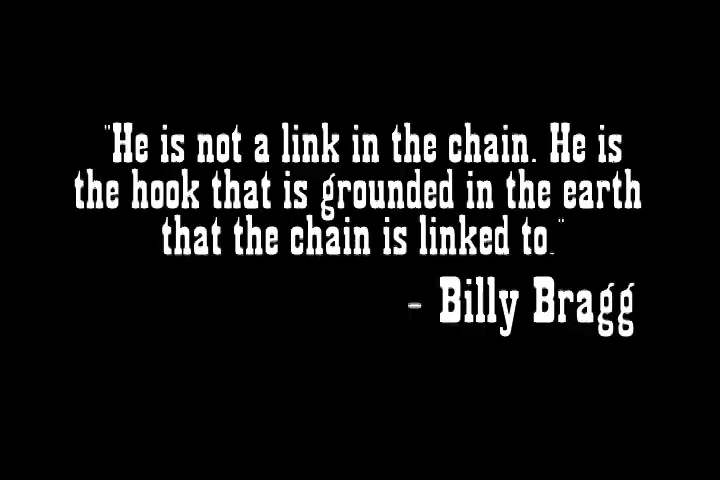 "He is not a link in the chain. He is
the hook that is grounded in the earth
that the chain is linked to."
- Billy Bragg